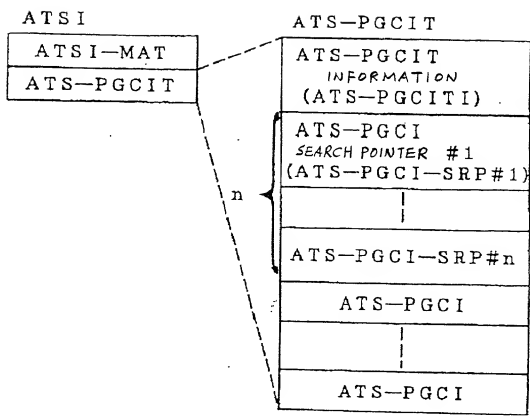 ATSI
ATSI-MAT
ATS-PGCIT
ATS-PGCIT
ATS-PGCIT
INFORMATION
(ATS-PGCITI)
ATS-PGCI
SEARCH POINTER #1
(ATS-PGCI-SRP#1)
n
ATS-PGCI-SRP#n
ATS-PGCI
ATS-PGCI